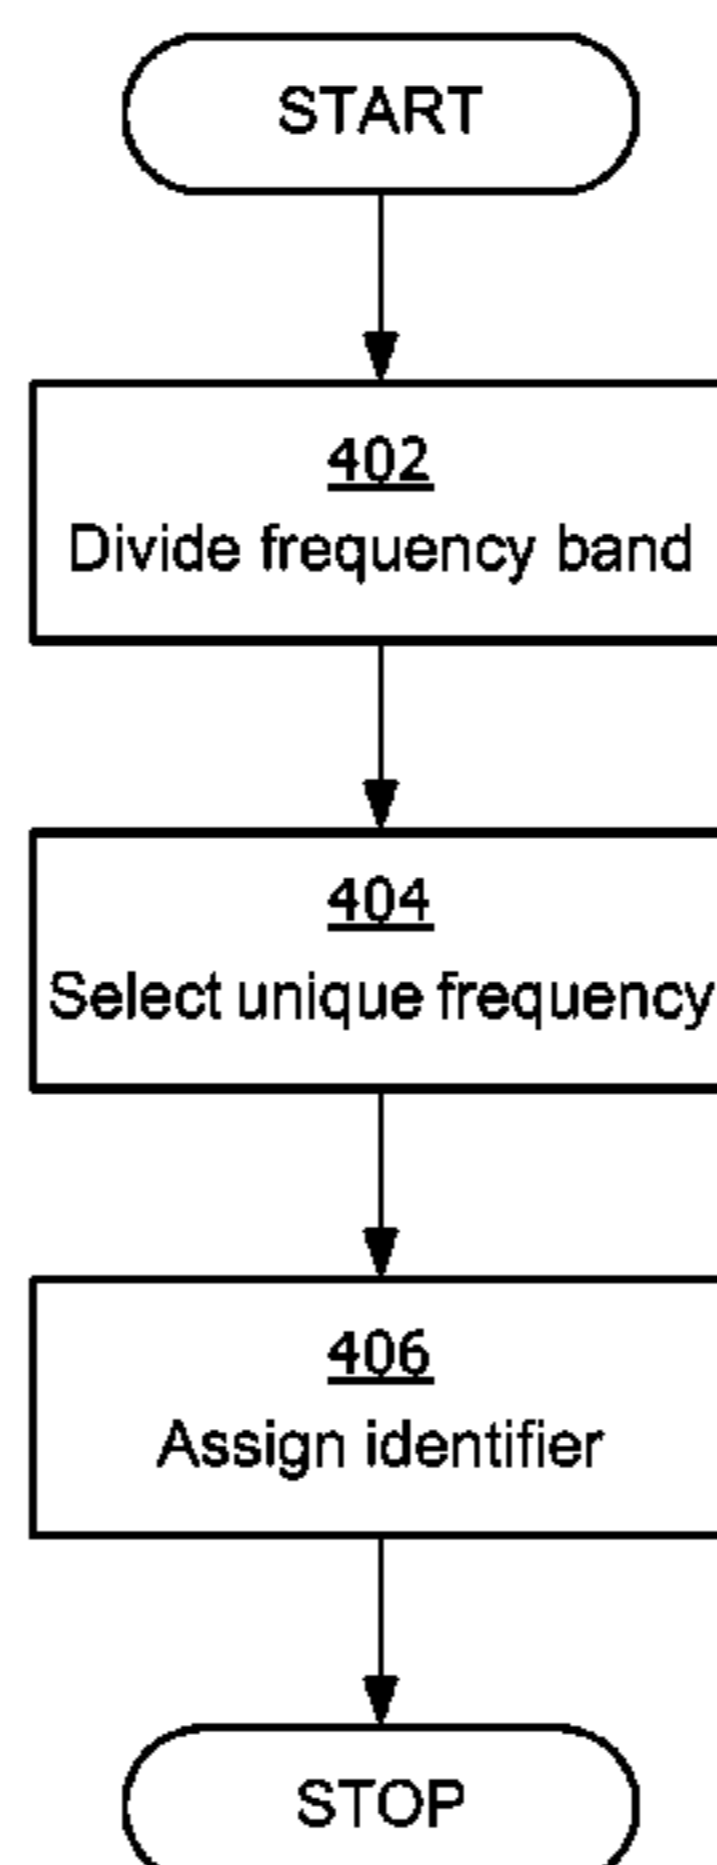 START
402
Divide frequency band
404
Select unique frequency
406
Assign identifier
STOP